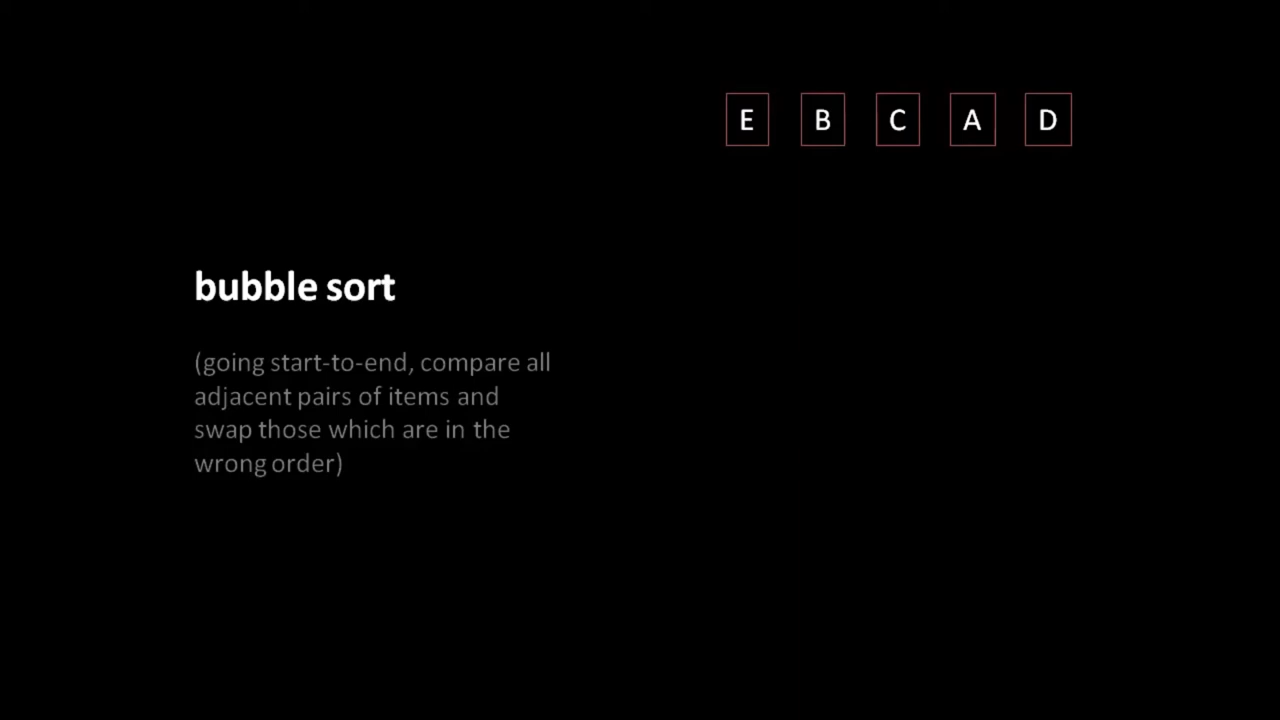 E B C A D
bubble sort
(going start-to-end, compare all
adjacent pairs of items and
swap those which are in the
wrong order)